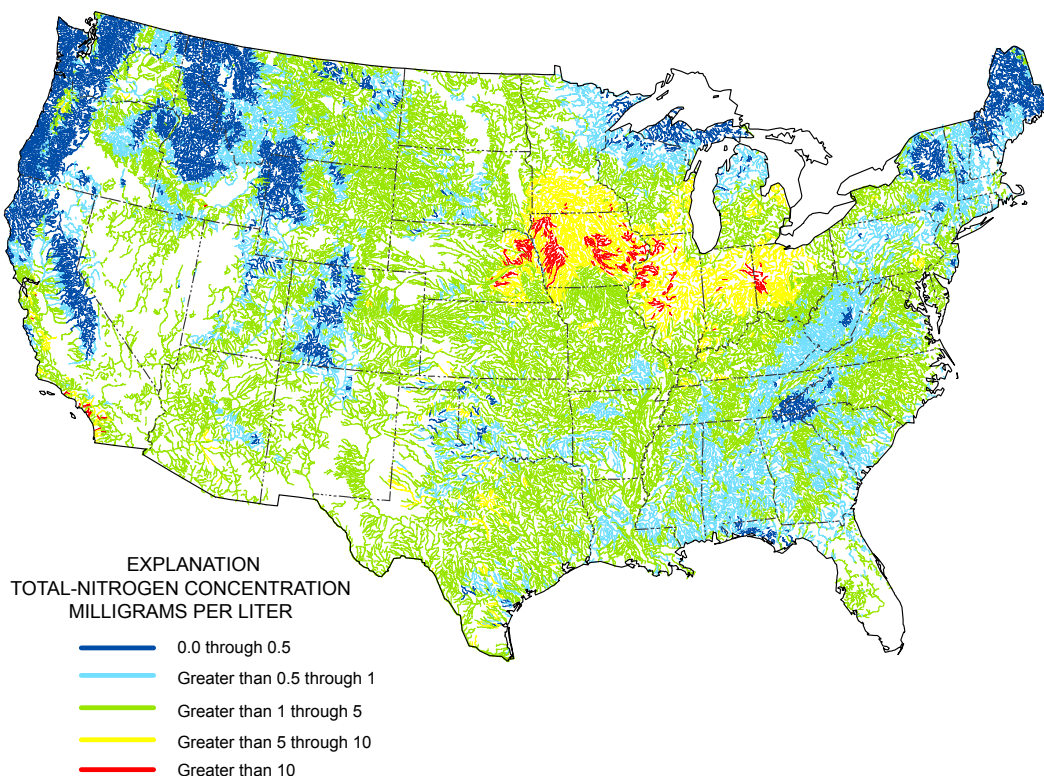 EXPLANATION
TOTAL-NITROGEN CONCENTRATION
MILLIGRAMS PER LITER
0.0 through 0.5
Greater than 0.5 through 1
Greater than 1 through 5
Greater than 5 through 10
Greater than 10